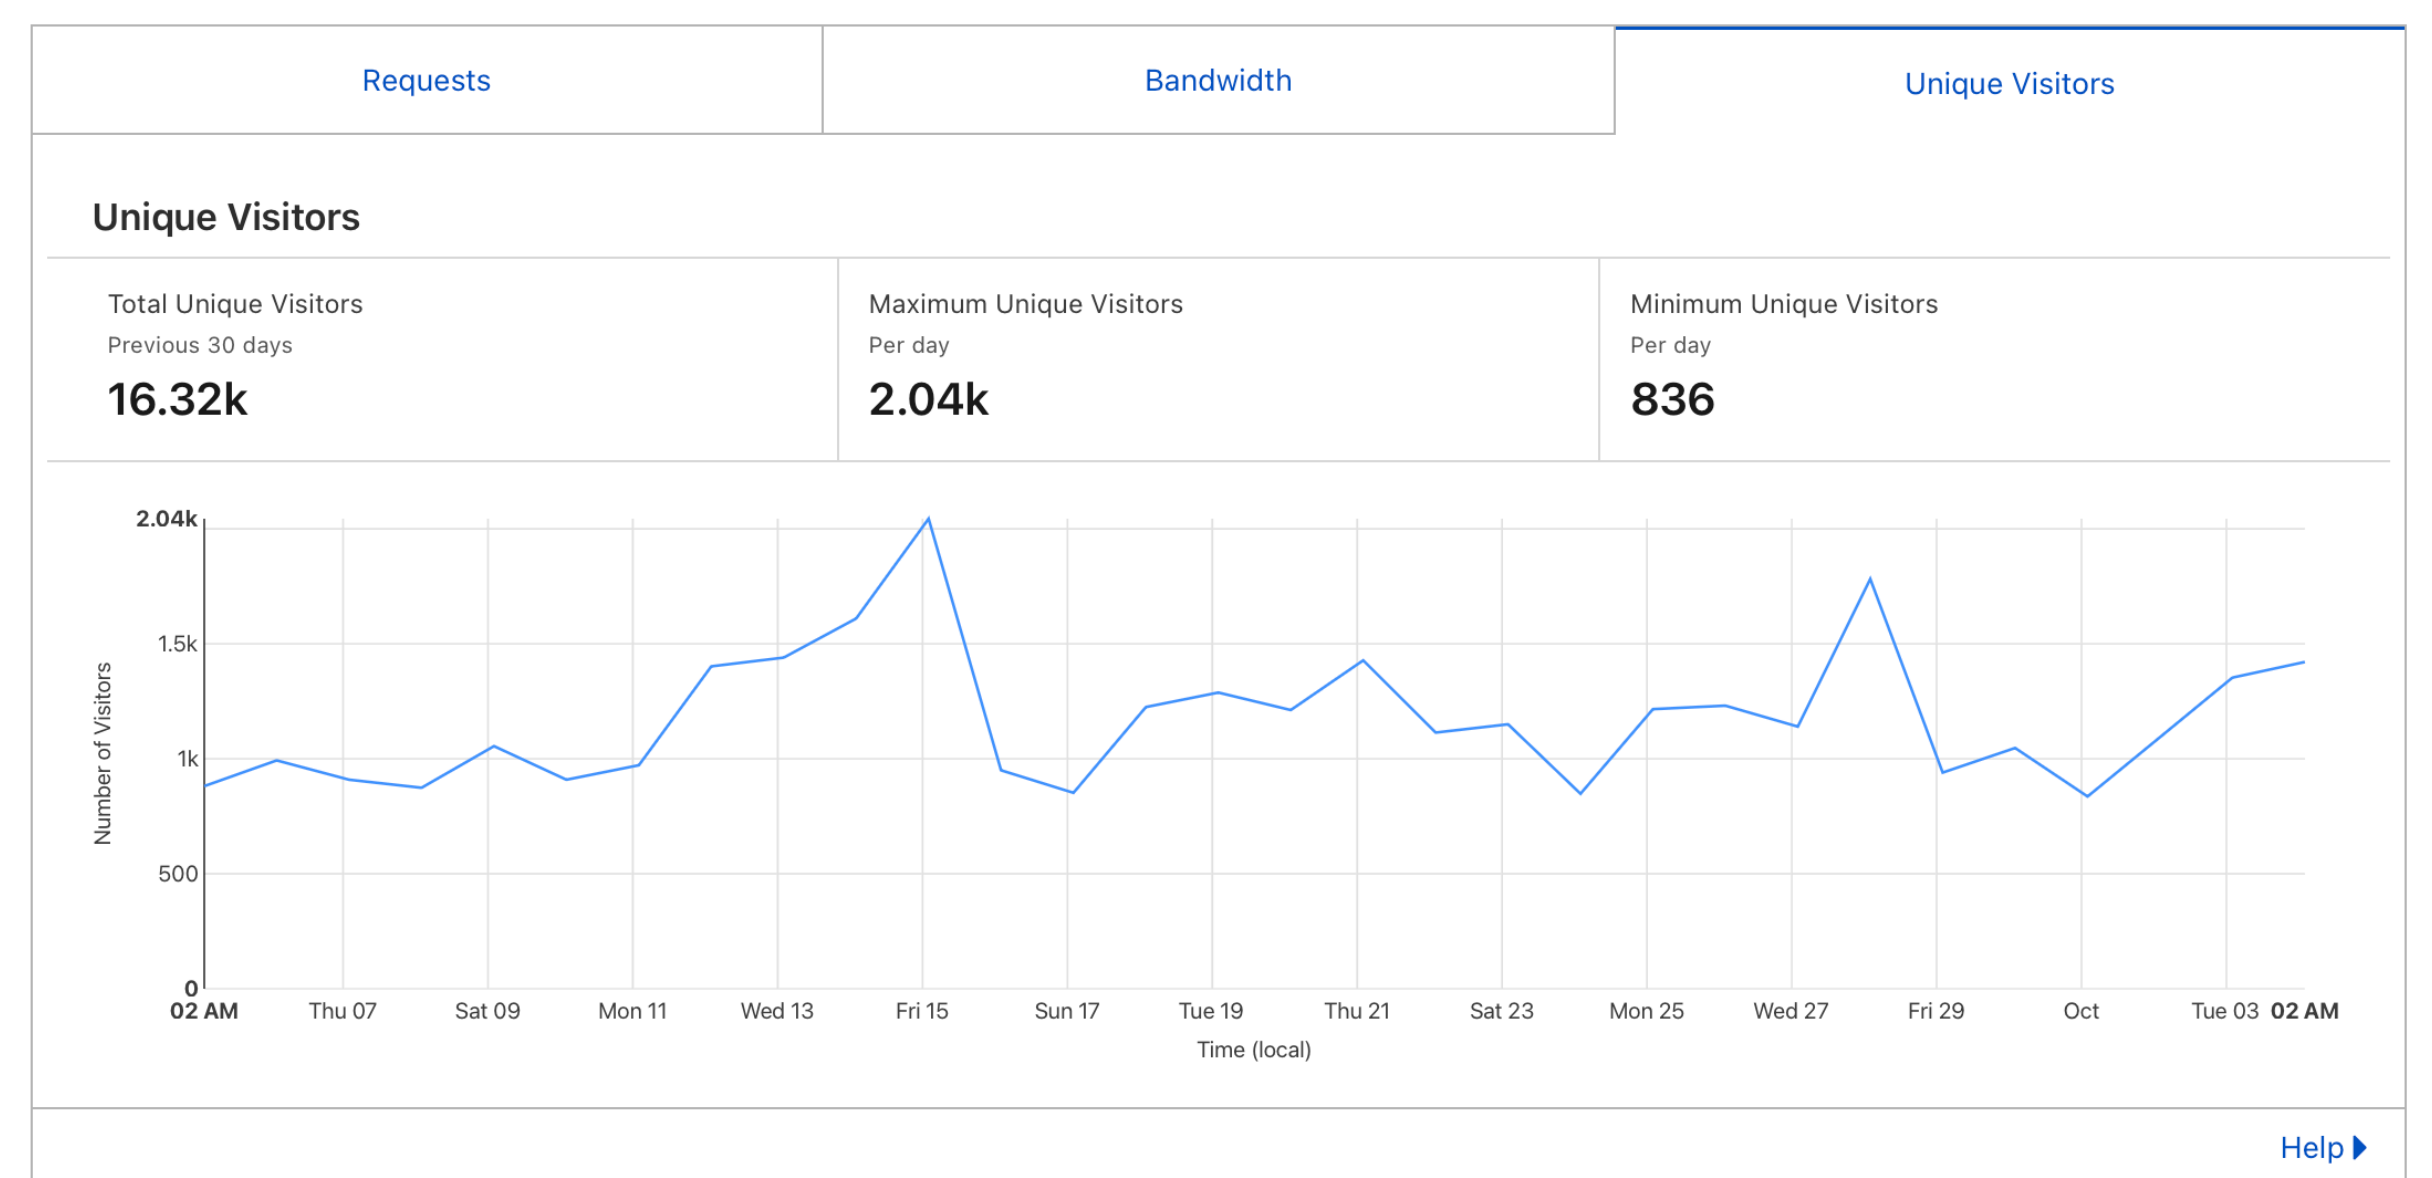 Requests
Bandwidth
Unique Visitors
Unique Visitors
Total Unique Visitors
Previous 30 days
16.32k
Maximum Unique Visitors
Per day
2.04k
Minimum Unique Visitors
Per day
836
2.04k
1.5k
1k
500
0
Number of Visitors
02 AM Thu 07 Sat 09 Mon 11 Wed 13 Fri 15 Sun 17 Tue 19 Thu 21 Sat 23 Mon 25 Wed 27 Fri 29 Oct Tue 03 02 AM
Time (local)
Help